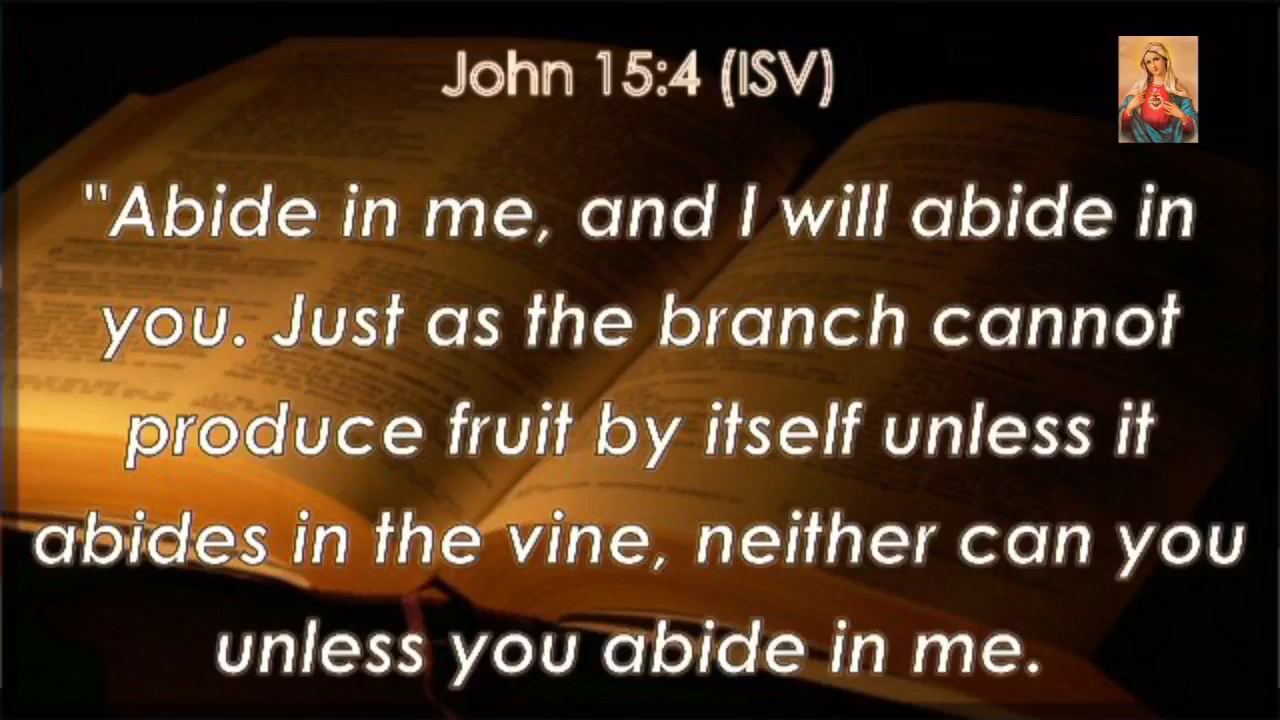 John 15:4 (ISV)
"Abide in me, and I will abide in
you. Just as the branch cannot
produce fruit by itself unless it
abides in the vine, neither can you
unless you abide in me.